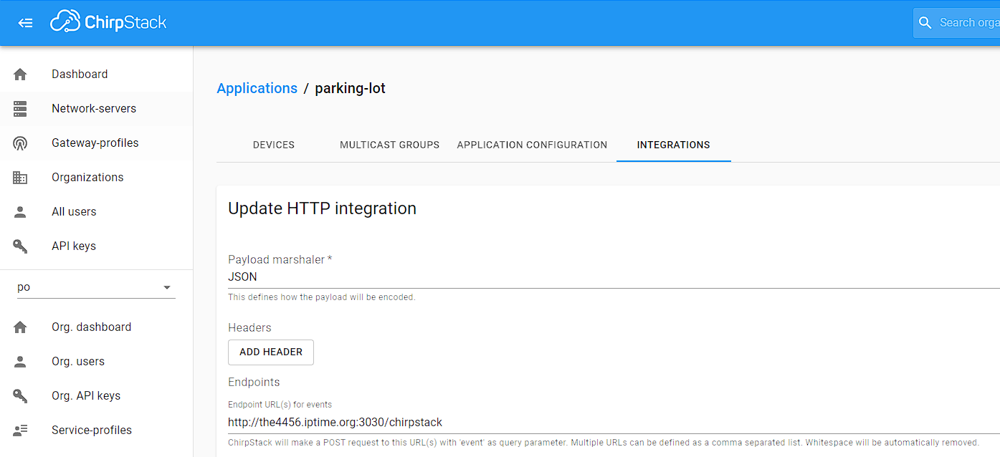 ChirpStack
Search orga
Dashboard
Network-servers
Gateway-profiles
Organizations
All users
API keys
po
Org. dashboard
Org. users
Org. API keys
Service-profiles
Applications / parking-lot
DEVICES MULTICAST GROUPS APPLICATION CONFIGURATION INTEGRATIONS
Update HTTP integration
Payload marshaler *
JSON
This defines how the payload will be encoded.
Headers
ADD HEADER
Endpoints
Endpoint URL(s) for events
http://the4456.iptime.org:3030/chirpstack
ChirpStack will make a POST request to this URL(s) with 'event' as query parameter. Multiple URLs can be defined as a comma separated list. Whitespace will be automatically removed.